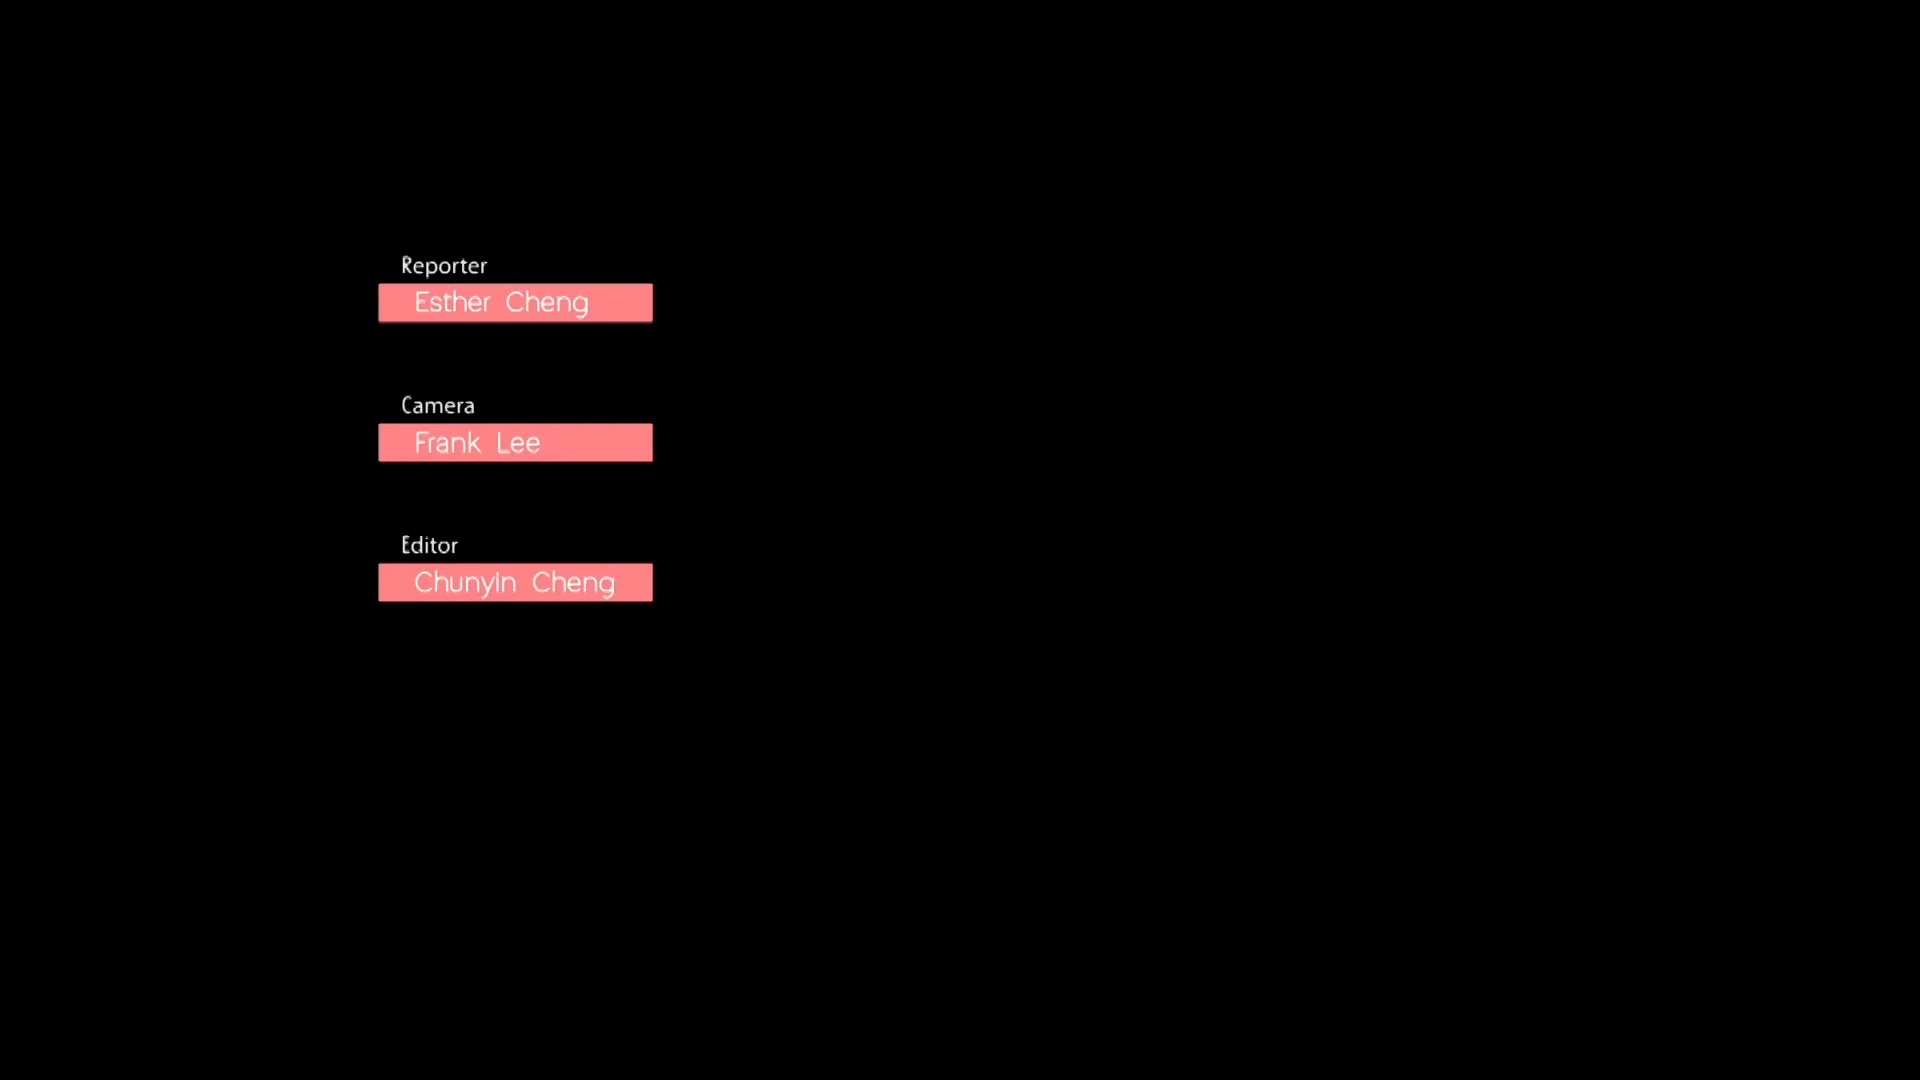 Reporter
Esther Cheng
Camera
Frank Lee
Editor
Chunyin Cheng